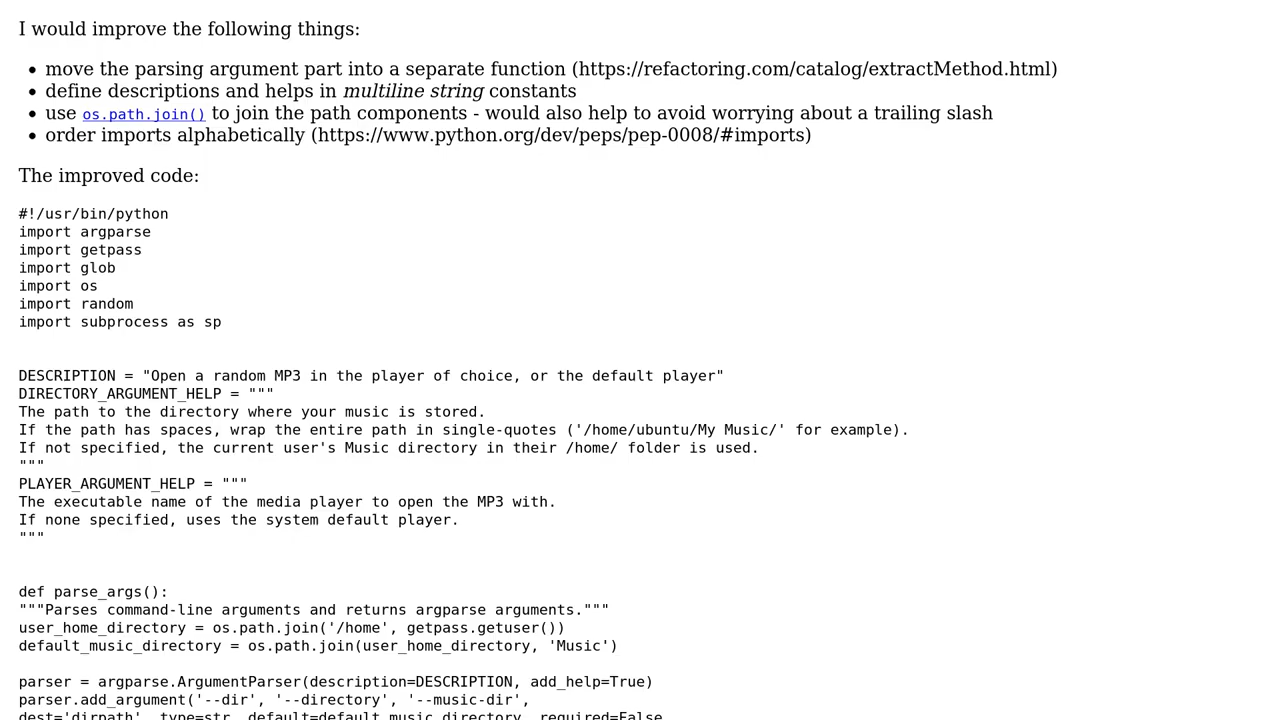 I would improve the following things:
• move the parsing argument part into a separate function (https://refactoring.com/catalog/extractMethod.html)
• define descriptions and helps in multiline string constants
• use os.path.join() to join the path components - would also help to avoid worrying about a trailing slash
• order imports alphabetically (https://www.python.org/dev/peps/pep-0008/#imports)
The improved code:
#!/usr/bin/python
import argparse
import getpass
import glob
import os
import random
import subprocess as sp
DESCRIPTION = "Open a random MP3 in the player of choice, or the default player"
DIRECTORY_ARGUMENT_HELP = """
The path to the directory where your music is stored.
If the path has spaces, wrap the entire path in single-quotes ('/home/ubuntu/My Music/' for example).
If not specified, the current user's Music directory in their /home/ folder is used.
"""
PLAYER_ARGUMENT_HELP = """
The executable name of the media player to open the MP3 with.
If none specified, uses the system default player.
"""
def parse_args():
"""Parses command-line arguments and returns argparse arguments."""
user_home_directory = os.path.join('/home', getpass.getuser())
default_music_directory = os.path.join(user_home_directory, 'Music')
parser = argparse.ArgumentParser(description=DESCRIPTION, add_help=True)
parser.add_argument('--dir', '--directory', '--music-dir',
dest='dirpath', type=str, default=default_music_directory, required=False